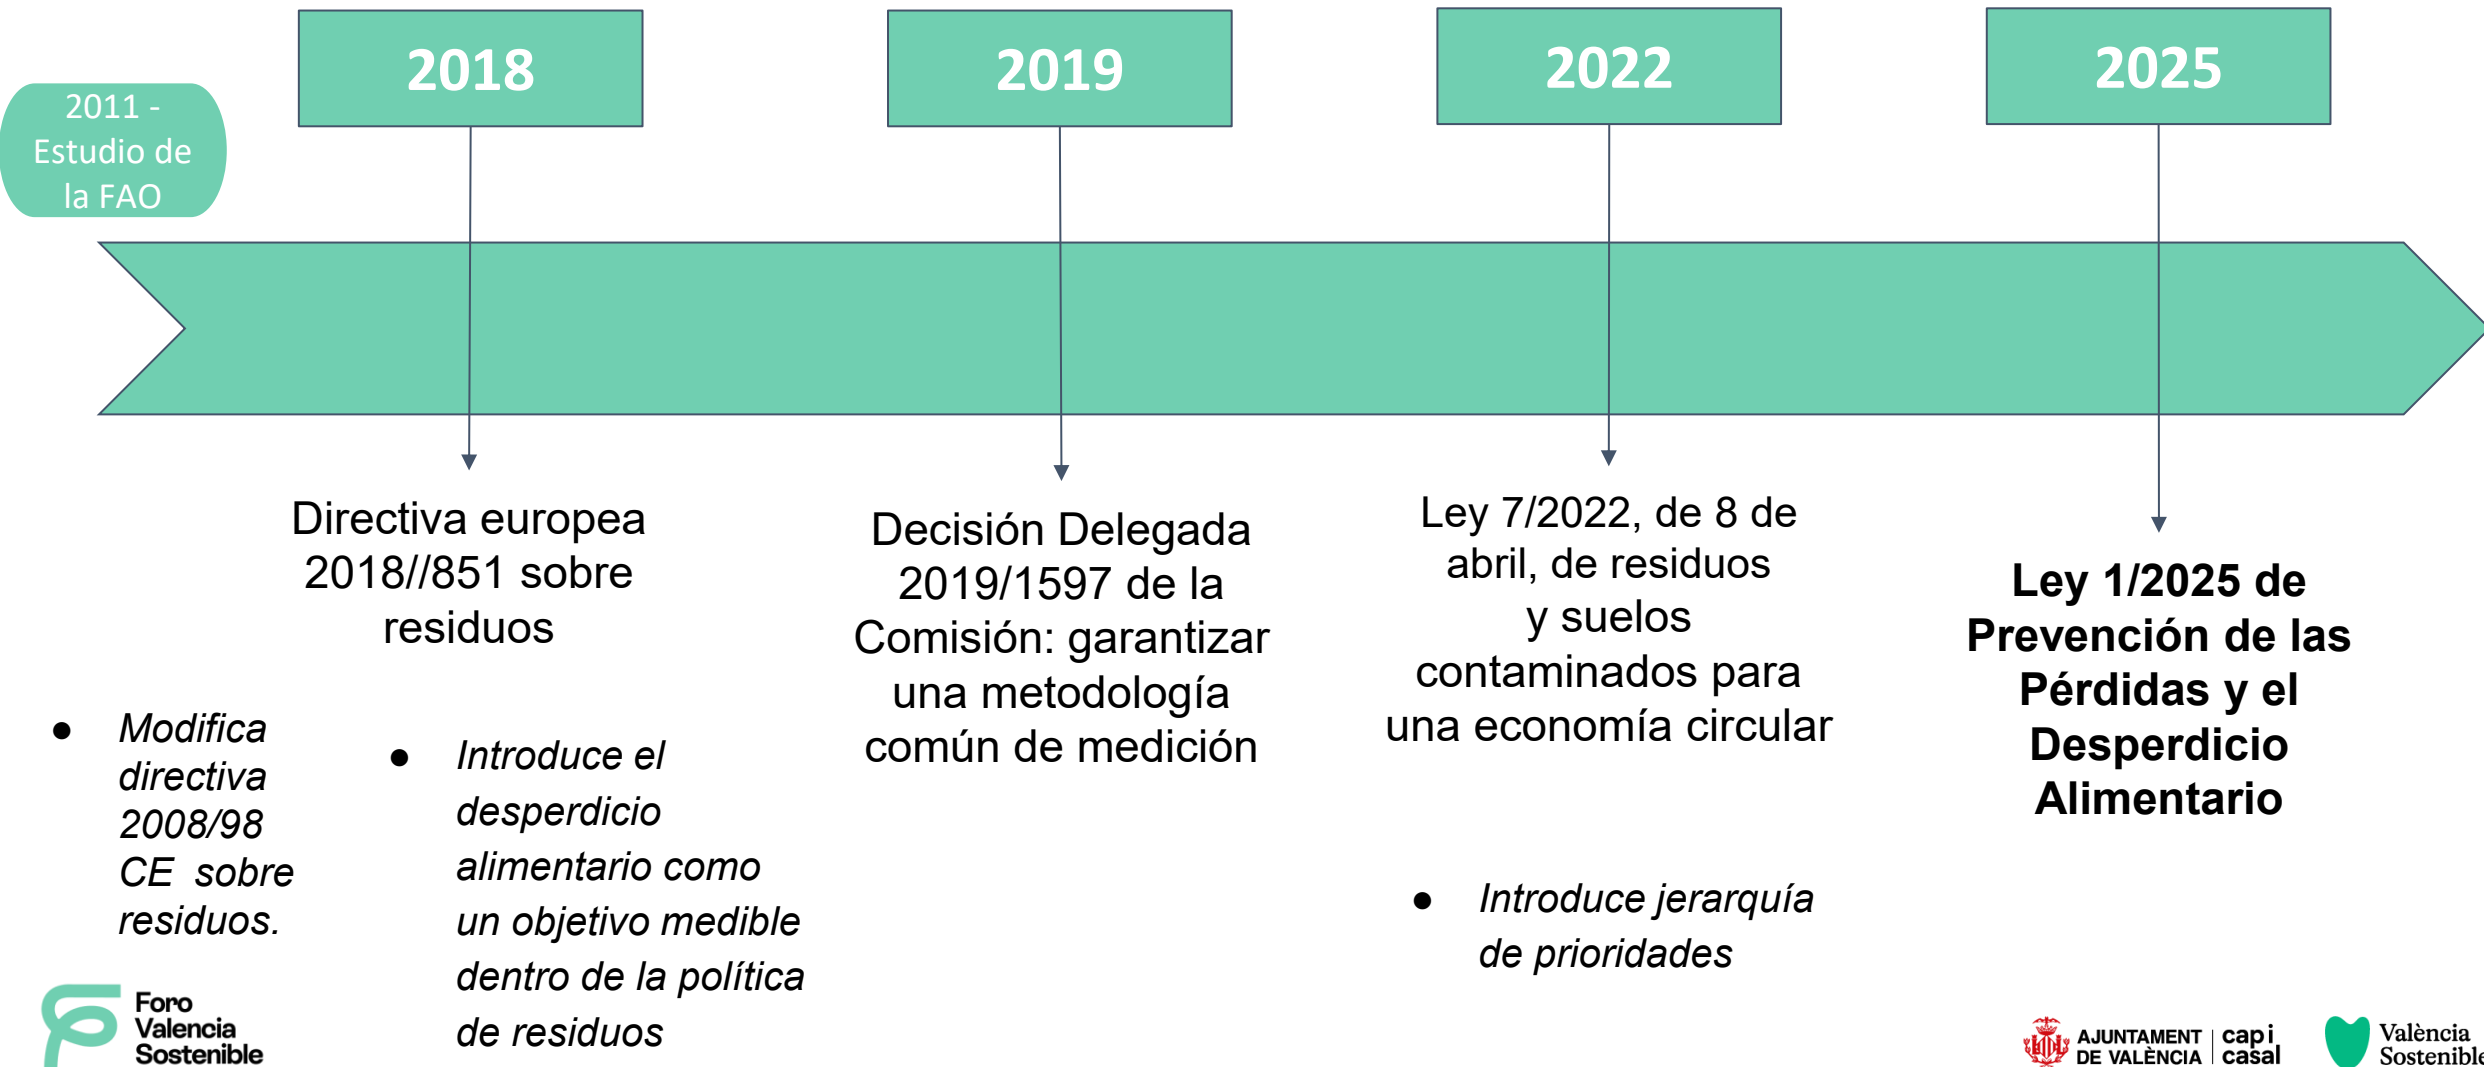 2011 -
Estudio de
la FAO
2018
2019
2022
2025
Directiva europea
2018//851 sobre
residuos
● Modifica
directiva
2008/98
CE  sobre
residuos.
● Introduce el
desperdicio
alimentario como
un objetivo medible
dentro de la política
de residuos
Decisión Delegada
2019/1597 de la
Comisión: garantizar
una metodología
común de medición
Ley 7/2022, de 8 de
abril, de residuos
y suelos
contaminados para
una economía circular
● Introduce jerarquía
de prioridades
Ley 1/2025 de
Prevención de las
Pérdidas y el
Desperdicio
Alimentario
Foro
Valencia
Sostenible
AJUNTAMENT
DE VALÈNCIA
cap i
casal
València
Sostenible